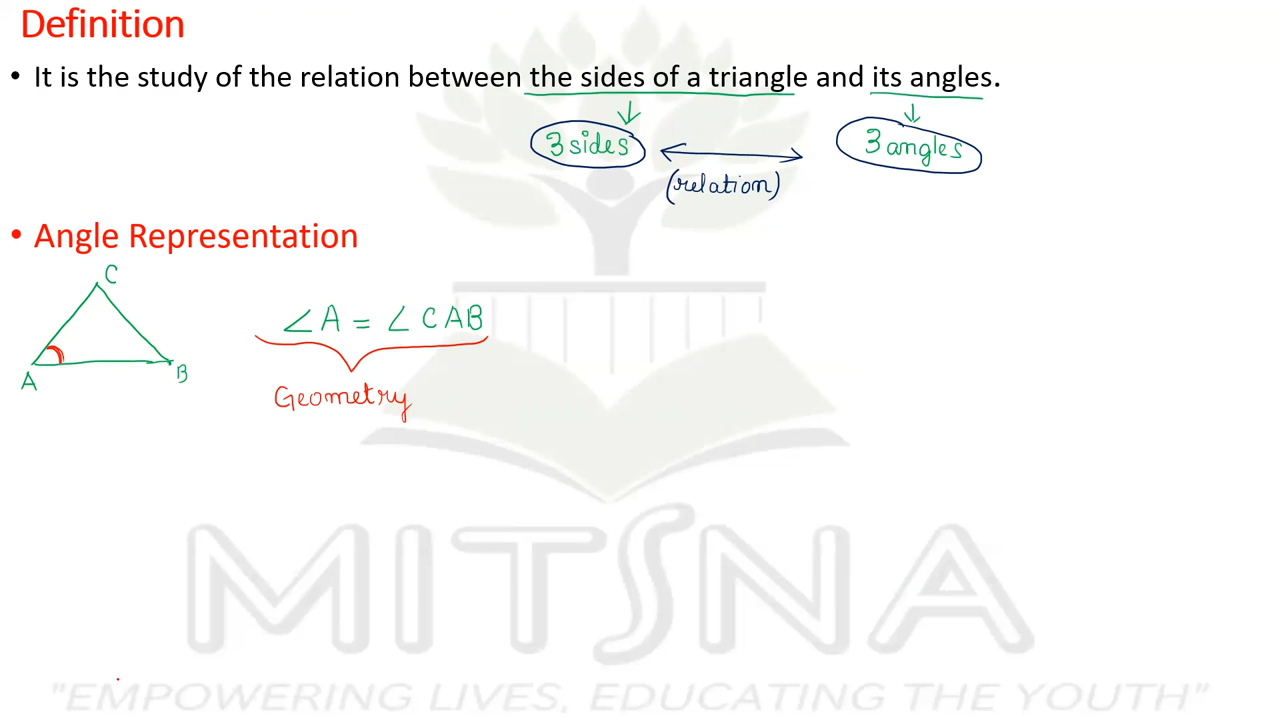 Definition
• It is the study of the relation between the sides of a triangle and its angles.
3 sides
3 angles
(relation)
• Angle Representation
C
∠A = ∠CAB
A
B
Geometry
MITSNA
"EMPOWERING LIVES, EDUCATING THE YOUTH"